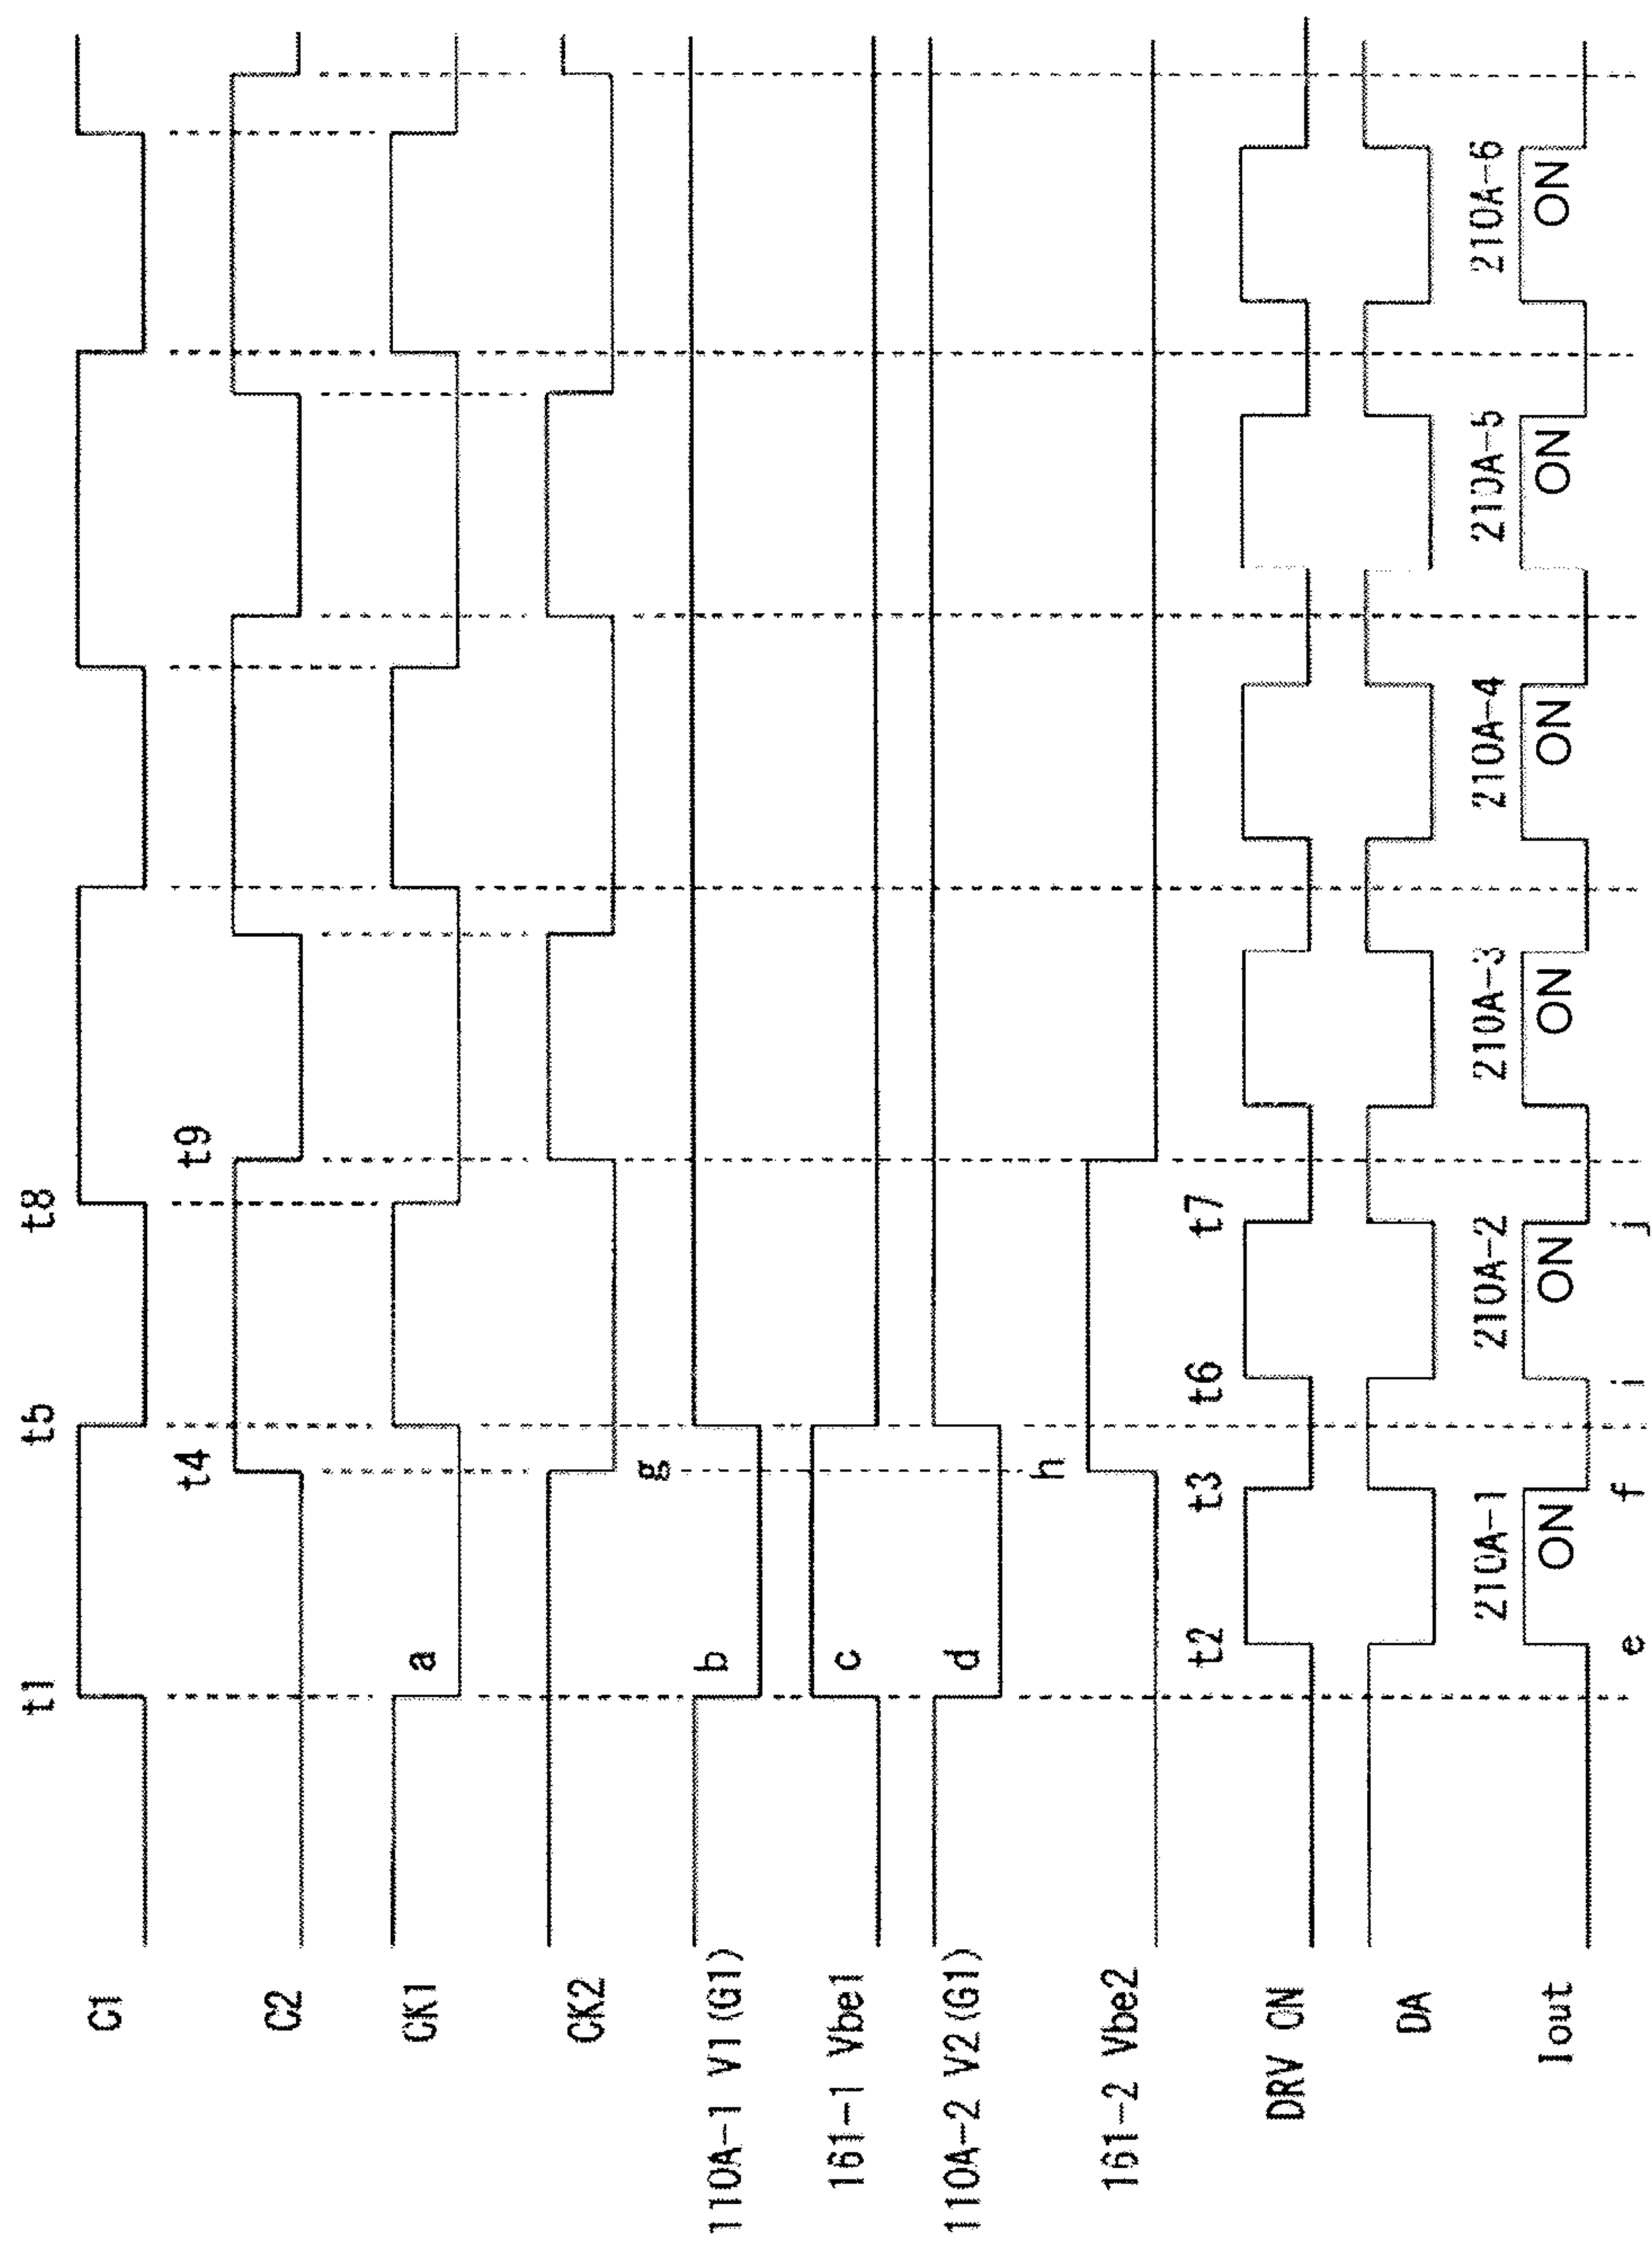 t1 t5 t8
C1
t4 t9
C2
CK1 a
CK2
g
110A-1 V1(G1) b
161-1 Vbe1 c
110A-2 V2(G1) d
h
161-2 Vbe2
t2 t3 t6 t7
DRV ON
DA
210A-1 210A-2 210A-3 210A-4 210A-5 210A-6
Iout ON ON ON ON ON ON
e f i j